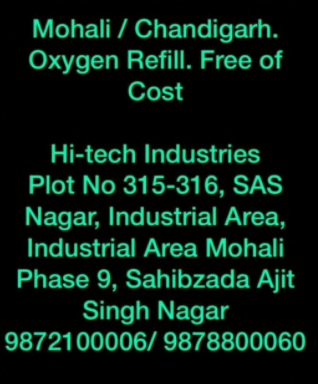 Mohali / Chandigarh.
Oxygen Refill. Free of
Cost
Hi-tech Industries
Plot No 315-316, SAS
Nagar, Industrial Area,
Industrial Area Mohali
Phase 9, Sahibzada Ajit
Singh Nagar
9872100006/ 9878800060